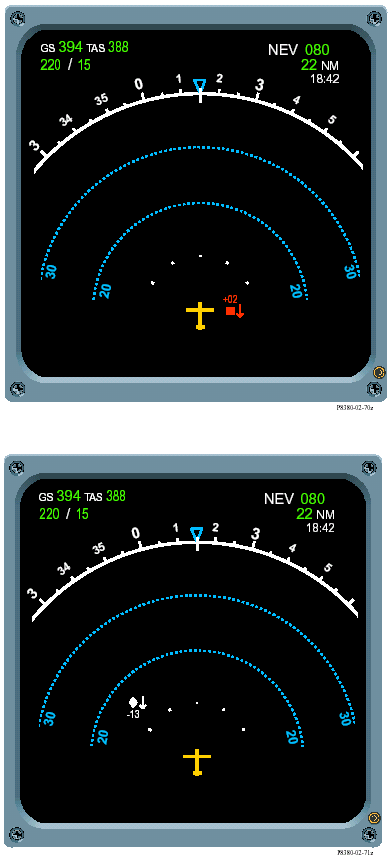 GS 394 TAS 388 NEV 080
220 / 15 22 NM
18:42
3 34 35 0 1 2 3 4 5
30 20 20 30
+02
P8380-02-70z
GS 394 TAS 388 NEV 080
220 / 15 22 NM
18:42
3 34 35 0 1 2 3 4 5
-13
30 20 20 30
P8380-02-71z